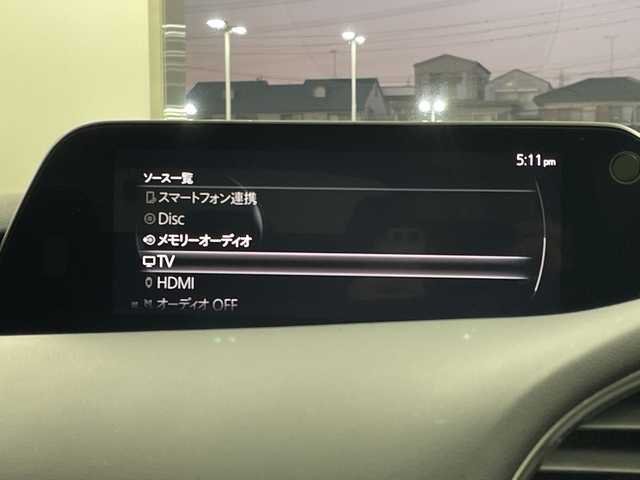 5:11pm
ソース一覧
スマートフォン連携
Disc
メモリーオーディオ
TV
HDMI
オーディオ OFF